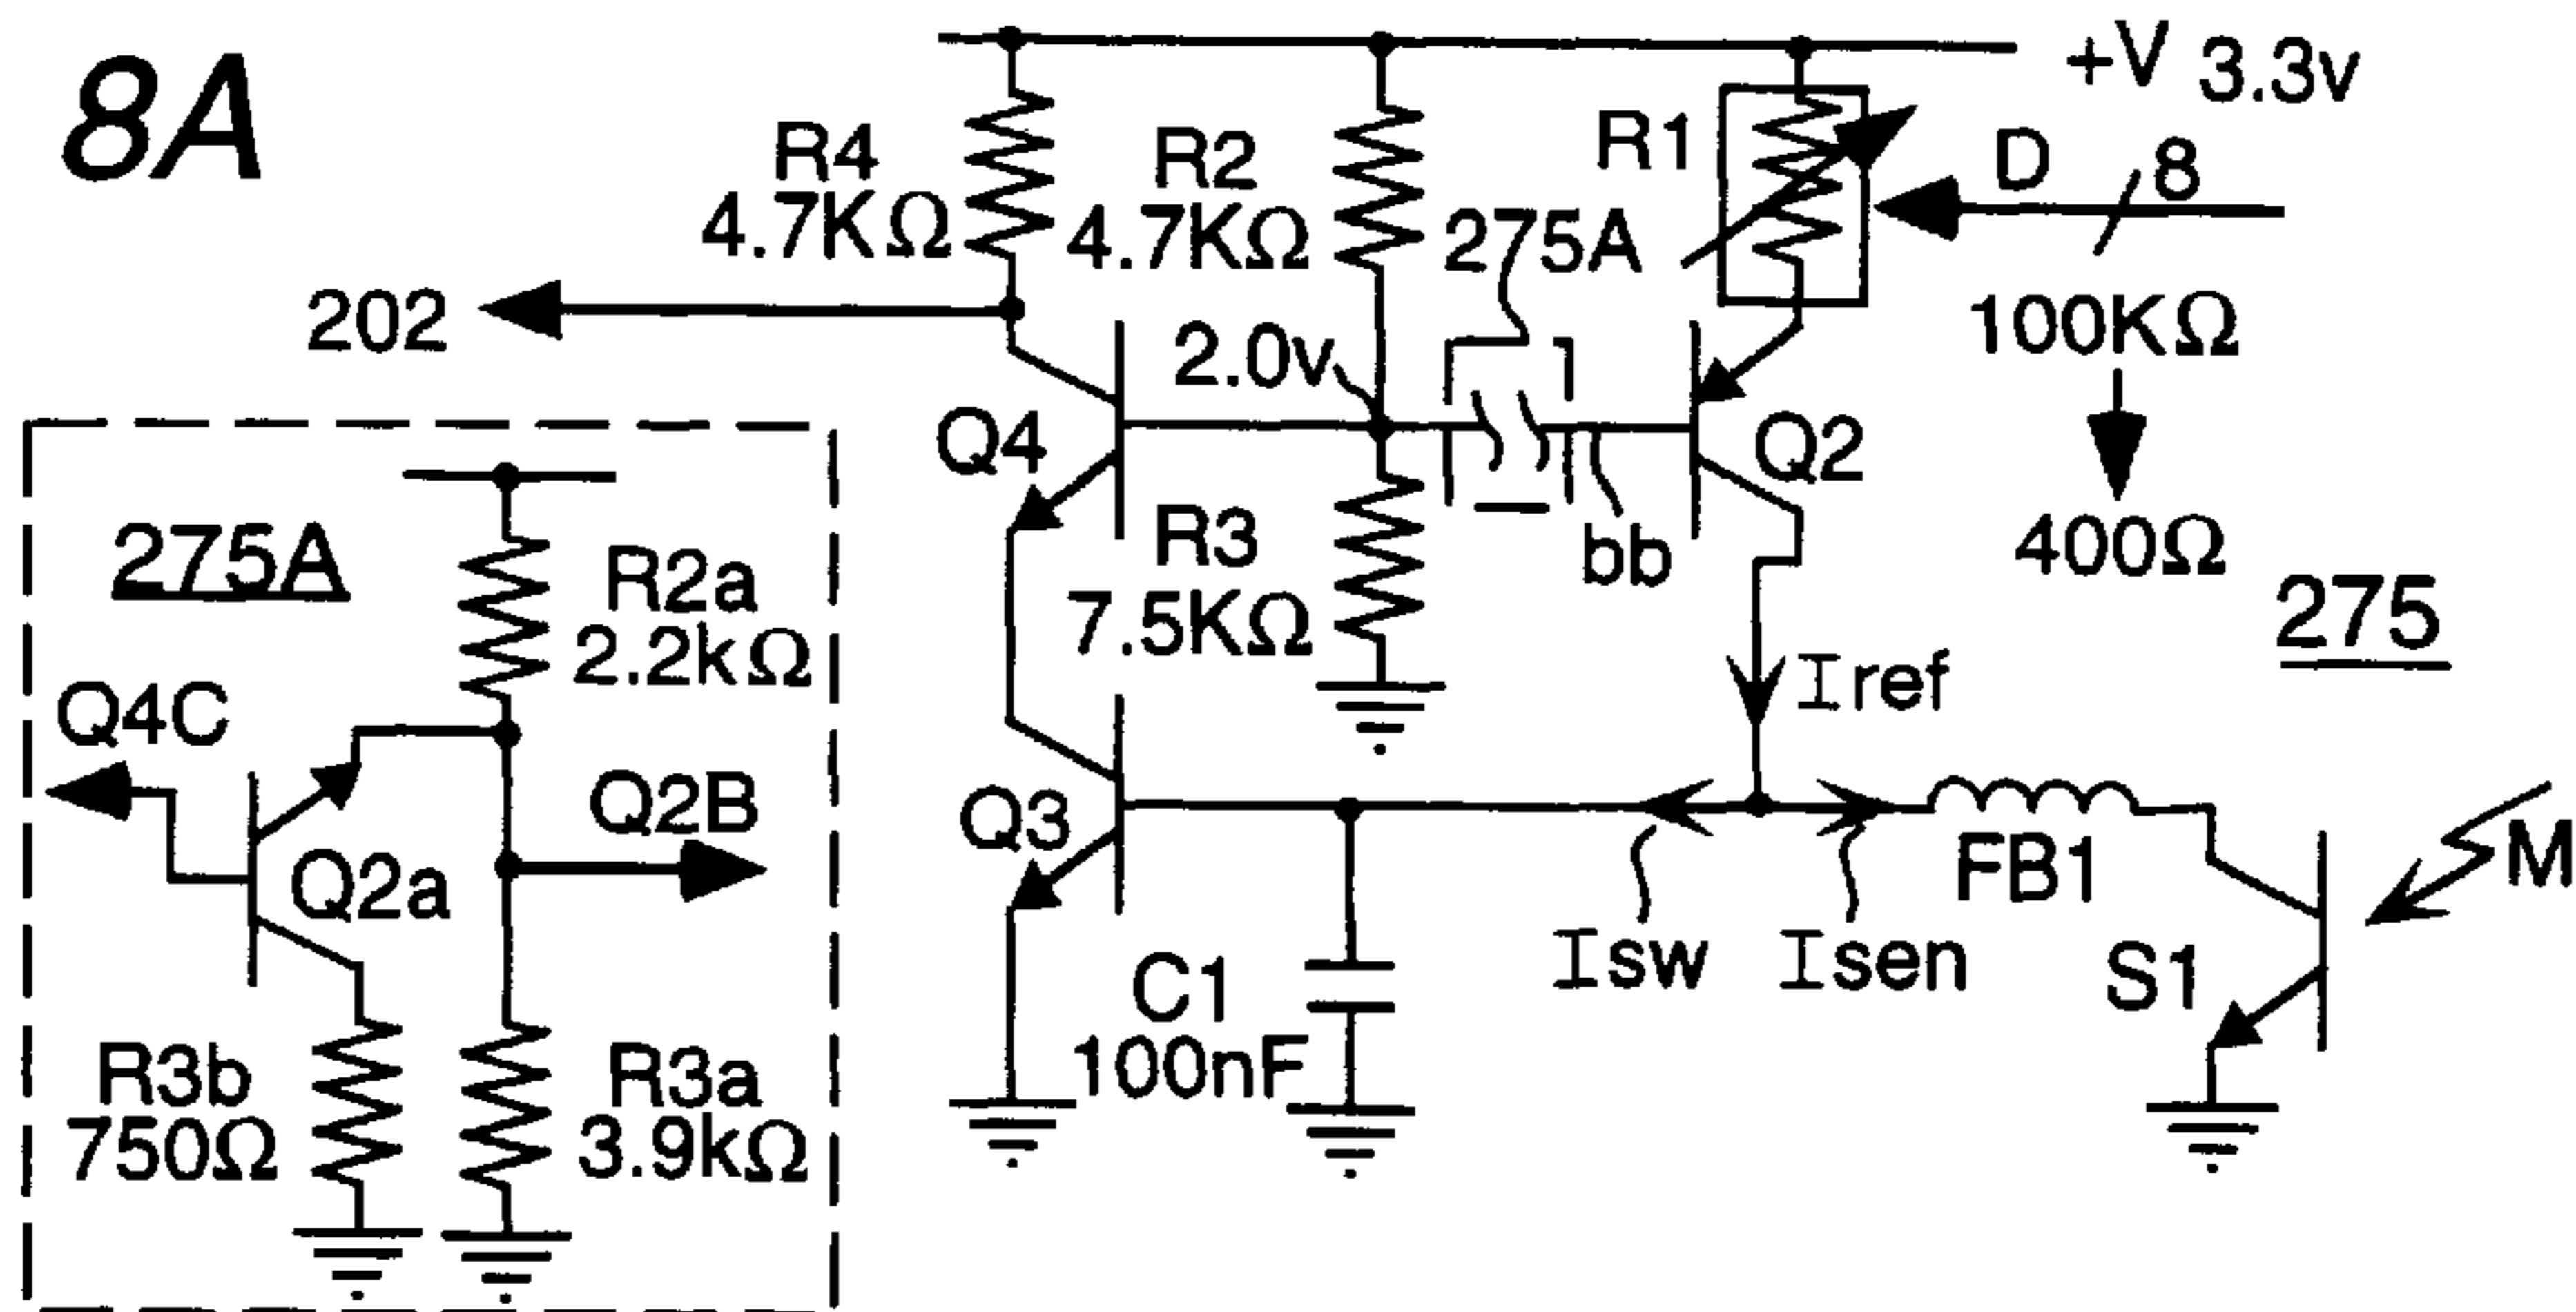 8A
+V 3.3v
R4
4.7KΩ
R2
4.7KΩ
R1
275A
D 8
100KΩ
400Ω
202
2.0v
Q4
Q2
bb
R3
7.5KΩ
275
Iref
275A
R2a
2.2kΩ
Q4C
Q2B
Q2a
R3b
750Ω
R3a
3.9kΩ
Q3
C1
100nF
Isw
Isen
FB1
S1
M